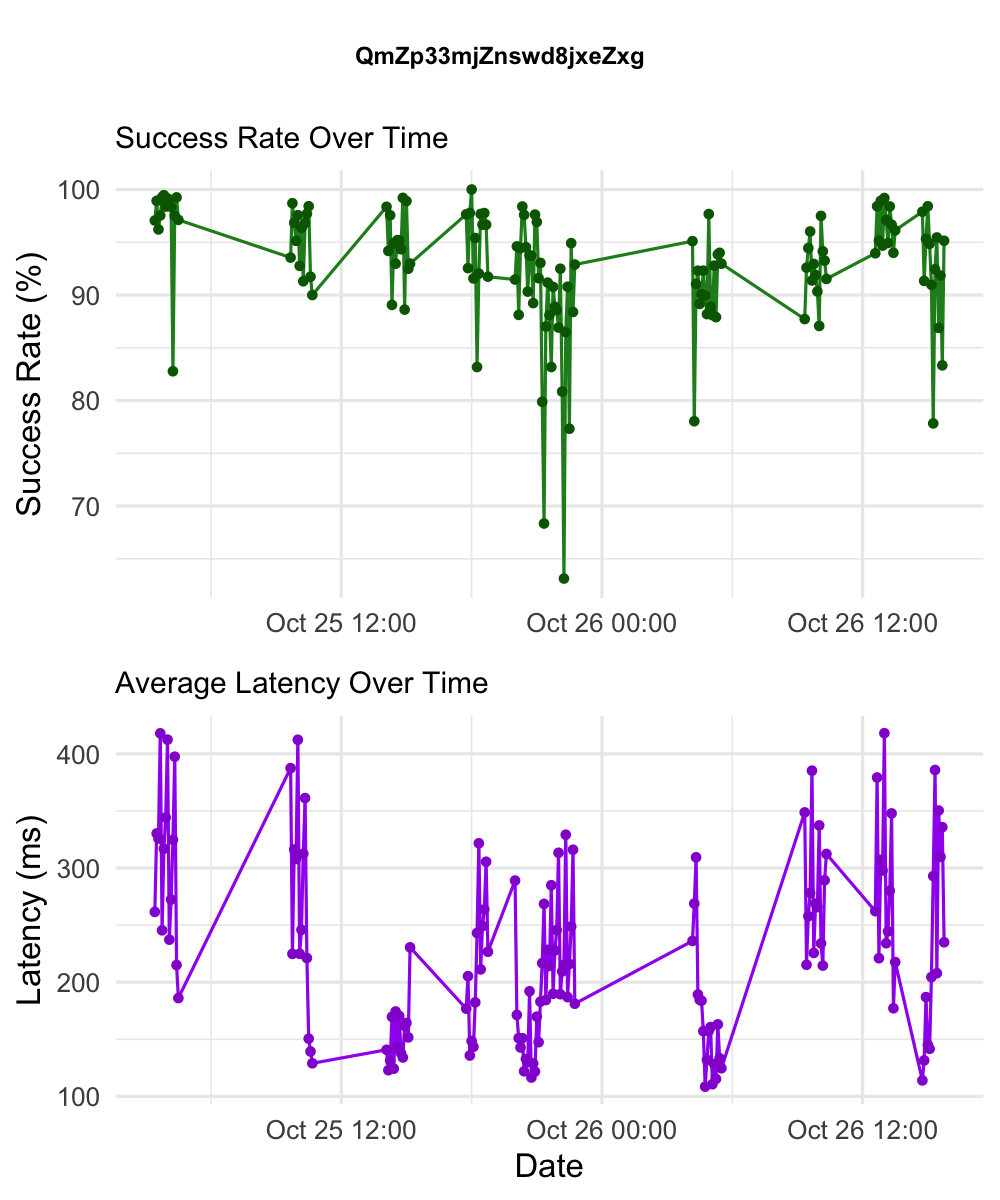 QmZp33mjZnswd8jxeZxg
Success Rate Over Time
Success Rate (%)
100
90
80
70
Oct 25 12:00 Oct 26 00:00 Oct 26 12:00
Average Latency Over Time
Latency (ms)
400
300
200
100
Oct 25 12:00 Oct 26 00:00 Oct 26 12:00
Date